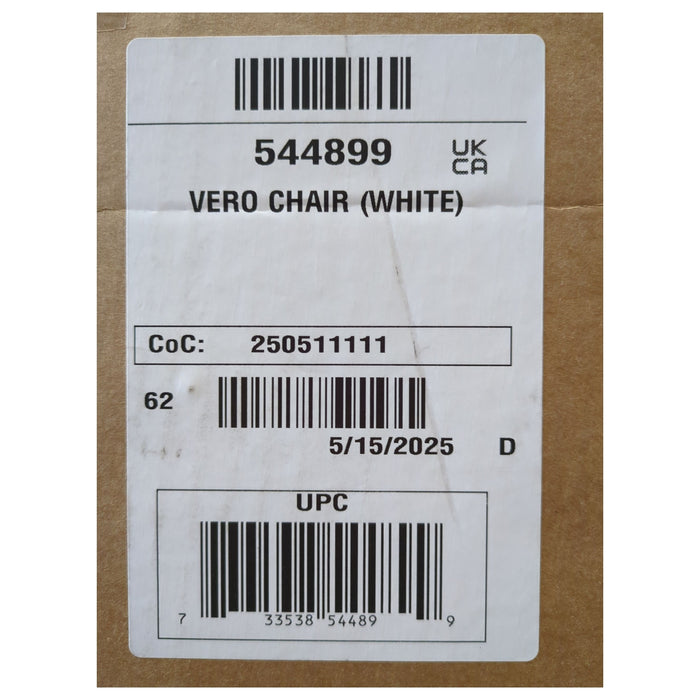 544899
UK
CA
VERO CHAIR (WHITE)
CoC: 250511111
62
5/15/2025 D
UPC
7 33538 54489 9